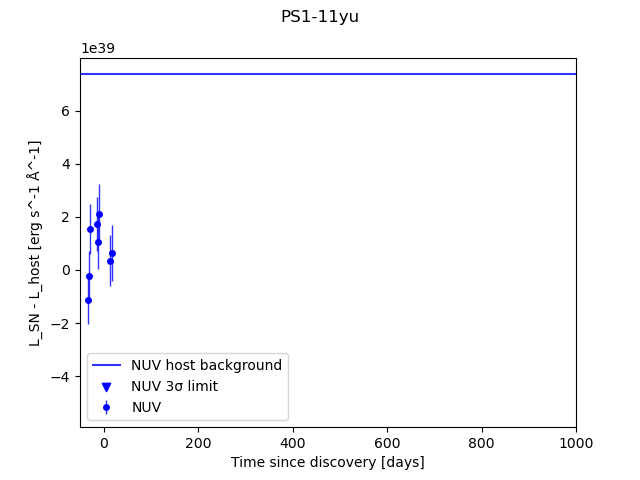 PS1-11yu
1e39
L_SN - L_host [erg s^-1 Å^-1]
6
4
2
0
−2
−4
NUV host background
NUV 3σ limit
NUV
0 200 400 600 800 1000
Time since discovery [days]